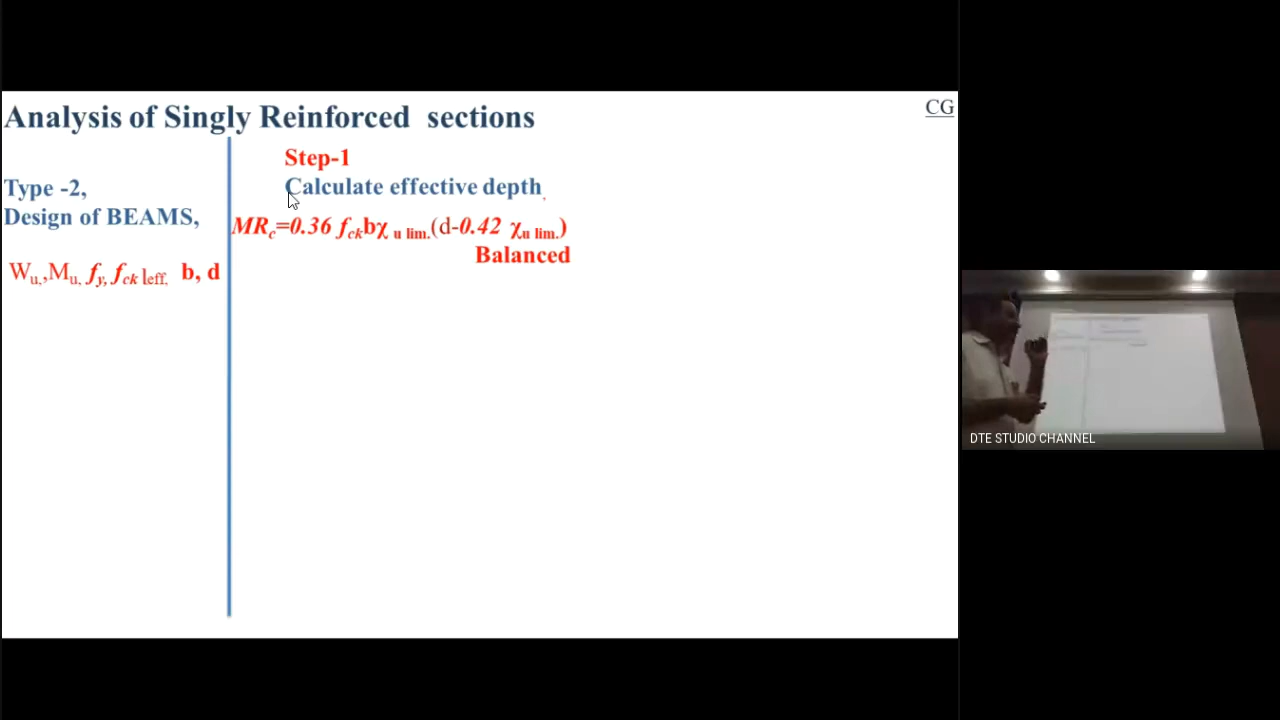 Analysis of Singly Reinforced sections
CG
Type -2,
Design of BEAMS,
Wu,,Mu, fy, fck leff, b, d
Step-1
Calculate effective depth,
MRc=0.36 fckbχ u lim.(d-0.42 χu lim.)
Balanced
DTE STUDIO CHANNEL